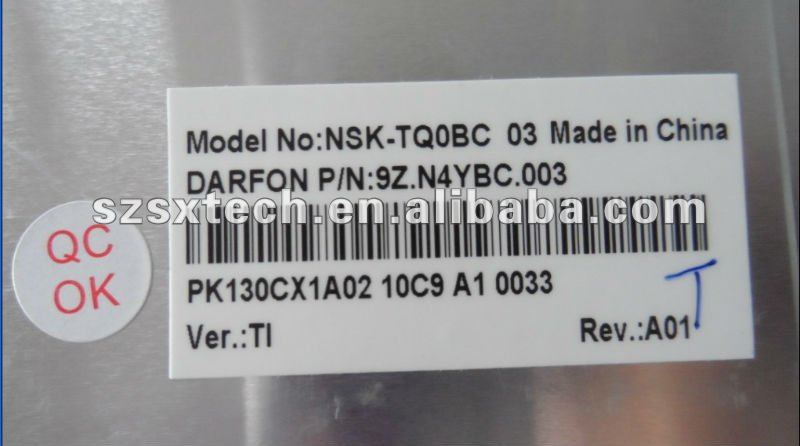 Model No:NSK-TQ0BC 03 Made in China
DARFON P/N:9Z.N4YBC.003
szsxtech.en.alibaba.com
PK130CX1A02 10C9 A1 0033
Ver.:TI Rev.:A01
T
QC
OK